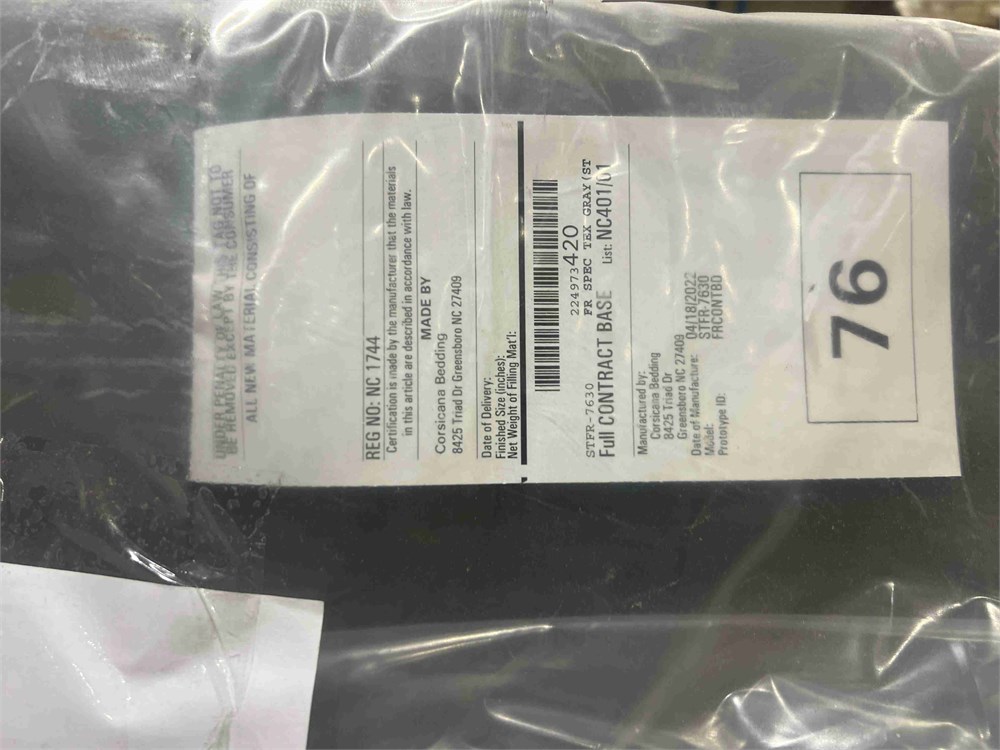 UNDER PENALTY OF LAW THIS TAG NOT TO
BE REMOVED EXCEPT BY THE CONSUMER
ALL NEW MATERIAL CONSISTING OF
REG NO: NC 1744
Certification is made by the manufacturer that the materials
in this article are described in accordance with law.
MADE BY
Corsicana Bedding
8425 Triad Dr Greensboro NC 27409
Date of Delivery:
Finished Size (inches):
Net Weight of Filling Mat'l:
224973420
STFR-7630 FR SPEC TEX GRAY(ST
Full CONTRACT BASE List: NC401/01
Manufactured by:
Corsicana Bedding
8425 Triad Dr
Greensboro NC 27409
Date of Manufacture: 04/18/2022
Model: STFR-7630
Prototype ID: FRCONTBO
76